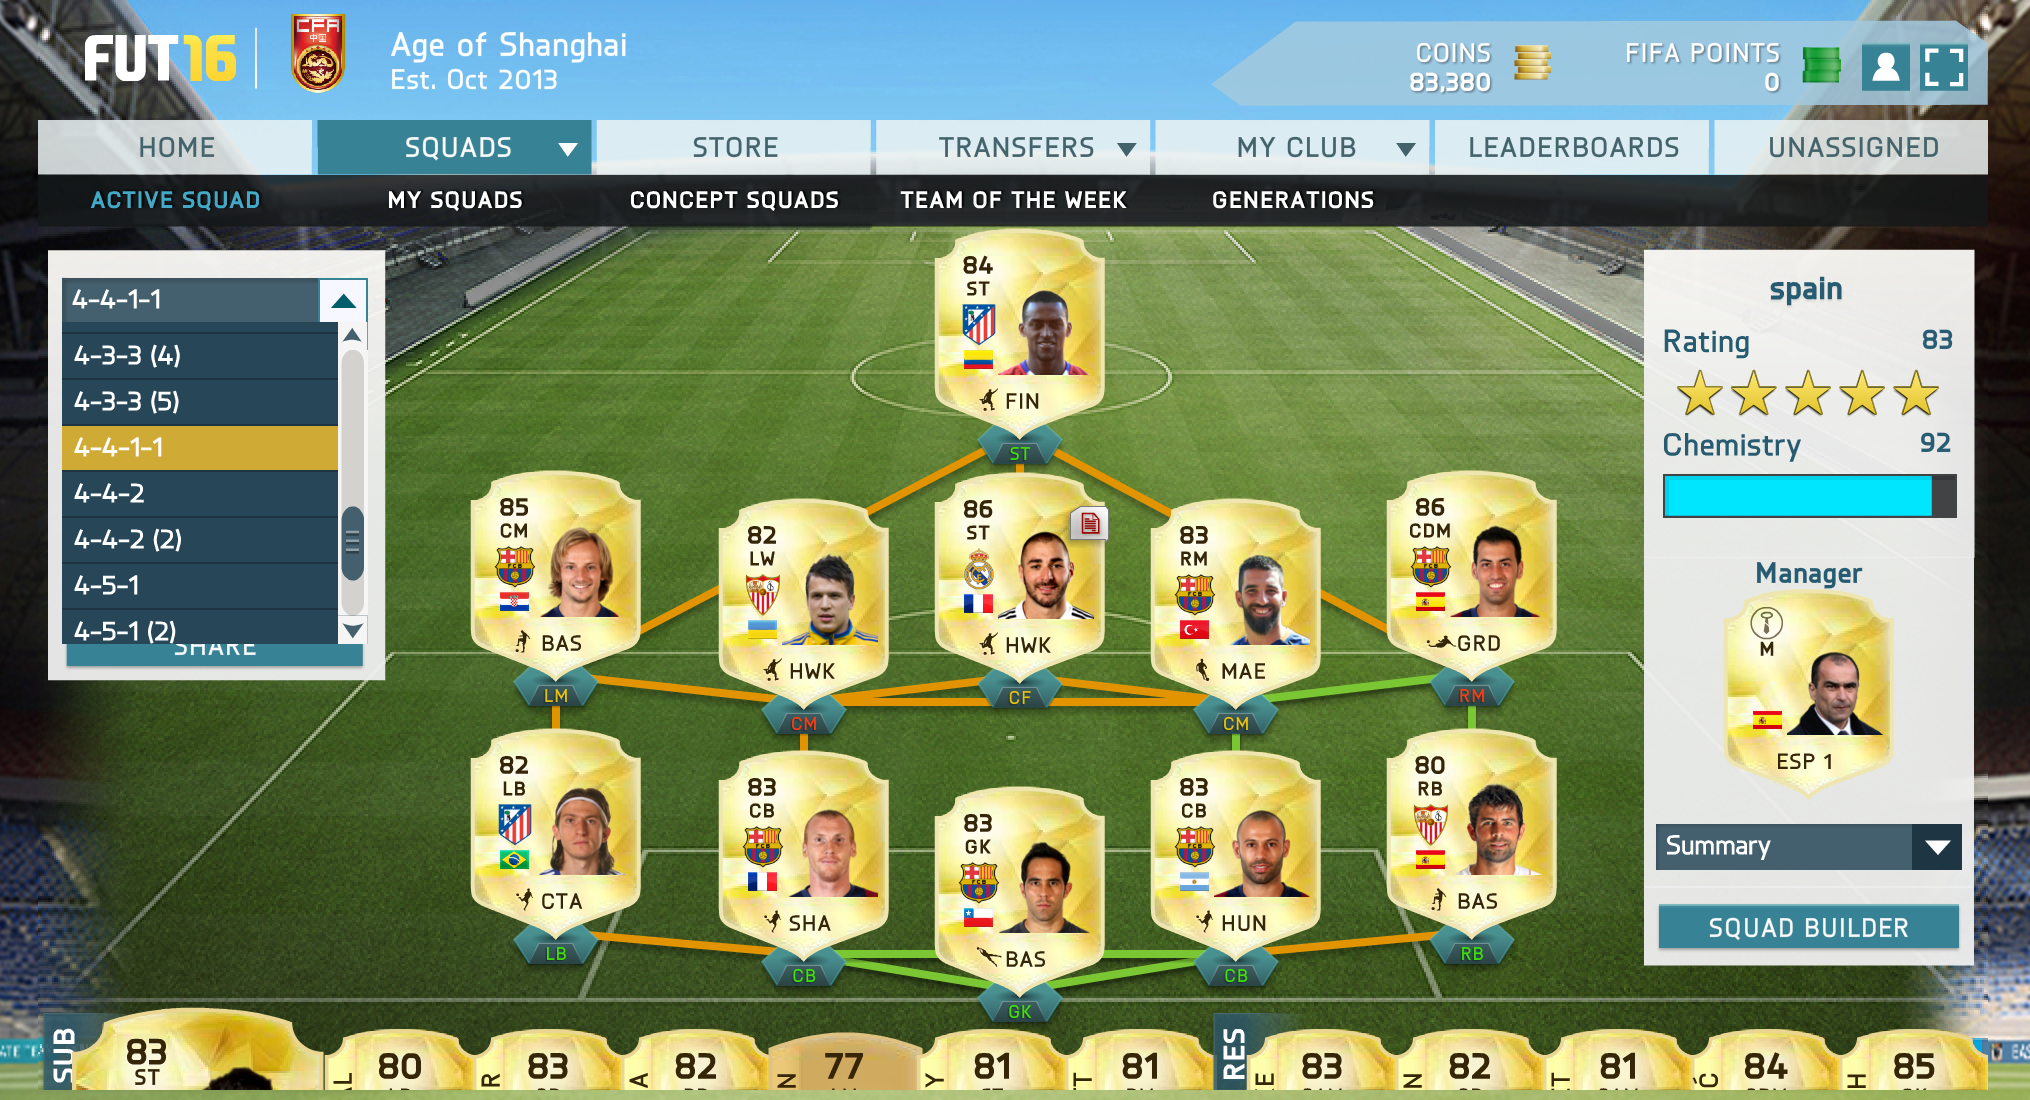 FUT16
CFA
中国
Age of Shanghai
Est. Oct 2013
COINS
83,380
FIFA POINTS
0
HOME
SQUADS
STORE
TRANSFERS
MY CLUB
LEADERBOARDS
UNASSIGNED
ACTIVE SQUAD
MY SQUADS
CONCEPT SQUADS
TEAM OF THE WEEK
GENERATIONS
4-4-1-1
4-3-3 (4)
4-3-3 (5)
4-4-1-1
4-4-2
4-4-2 (2)
4-5-1
4-5-1 (2)
SHARE
84
ST
FIN
ST
85
CM
BAS
LM
82
LW
HWK
CM
86
ST
HWK
CF
83
RM
MAE
CM
86
CDM
GRD
RM
82
LB
CTA
LB
83
CB
SHA
CB
83
GK
BAS
GK
83
CB
HUN
CB
80
RB
BAS
RB
spain
Rating 83
Chemistry 92
Manager
M
ESP 1
Summary
SQUAD BUILDER
SUB
83
ST
80
83
82
77
81
81
RES
83
82
81
84
85